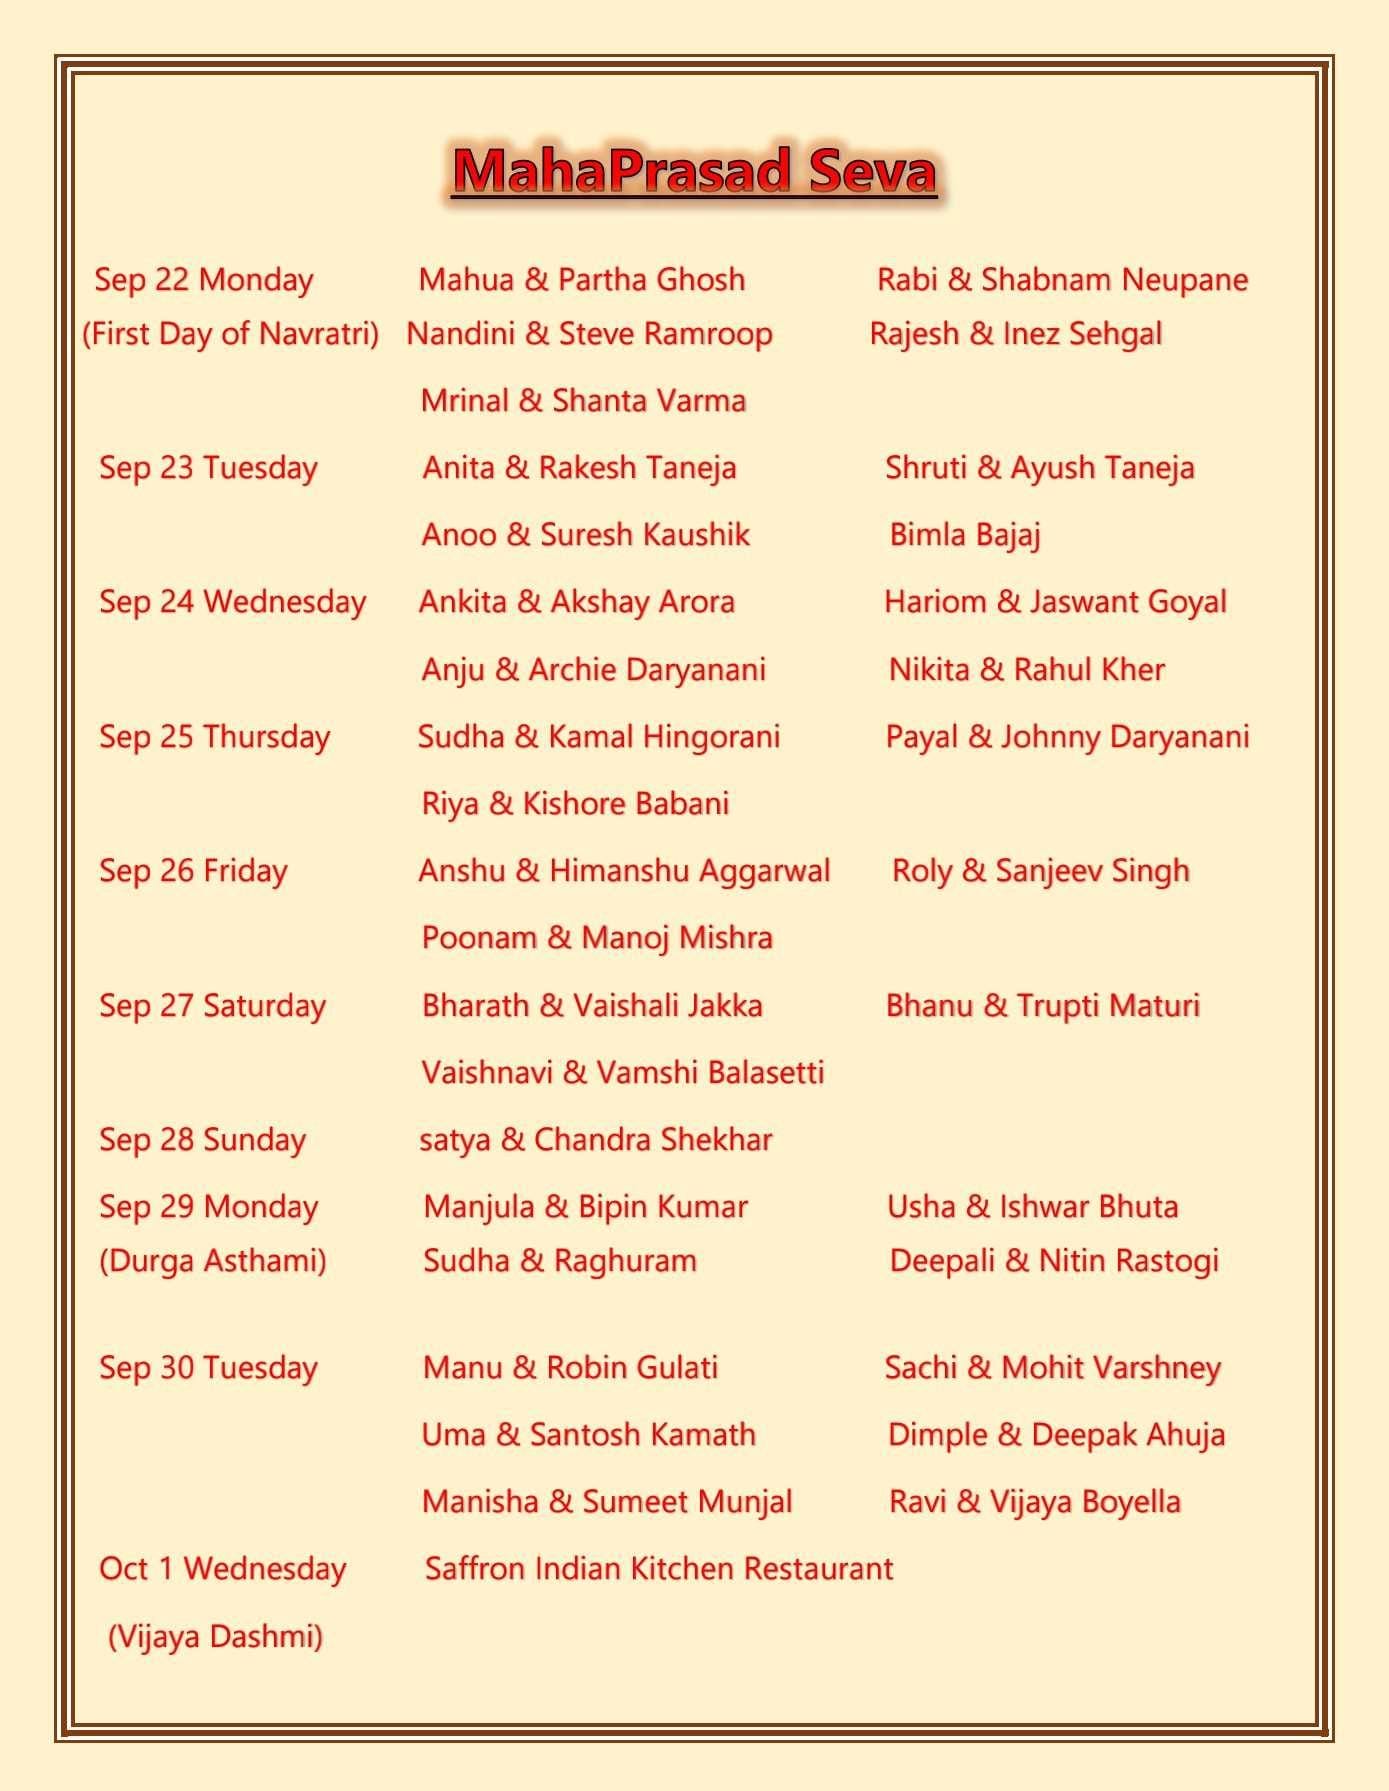 MahaPrasad Seva
Sep 22 Monday Mahua & Partha Ghosh Rabi & Shabnam Neupane
(First Day of Navratri) Nandini & Steve Ramroop Rajesh & Inez Sehgal
Mrinal & Shanta Varma
Sep 23 Tuesday Anita & Rakesh Taneja Shruti & Ayush Taneja
Anoo & Suresh Kaushik Bimla Bajaj
Sep 24 Wednesday Ankita & Akshay Arora Hariom & Jaswant Goyal
Anju & Archie Daryanani Nikita & Rahul Kher
Sep 25 Thursday Sudha & Kamal Hingorani Payal & Johnny Daryanani
Riya & Kishore Babani
Sep 26 Friday Anshu & Himanshu Aggarwal Roly & Sanjeev Singh
Poonam & Manoj Mishra
Sep 27 Saturday Bharath & Vaishali Jakka Bhanu & Trupti Maturi
Vaishnavi & Vamshi Balasetti
Sep 28 Sunday satya & Chandra Shekhar
Sep 29 Monday Manjula & Bipin Kumar Usha & Ishwar Bhuta
(Durga Asthami) Sudha & Raghuram Deepali & Nitin Rastogi
Sep 30 Tuesday Manu & Robin Gulati Sachi & Mohit Varshney
Uma & Santosh Kamath Dimple & Deepak Ahuja
Manisha & Sumeet Munjal Ravi & Vijaya Boyella
Oct 1 Wednesday Saffron Indian Kitchen Restaurant
(Vijaya Dashmi)